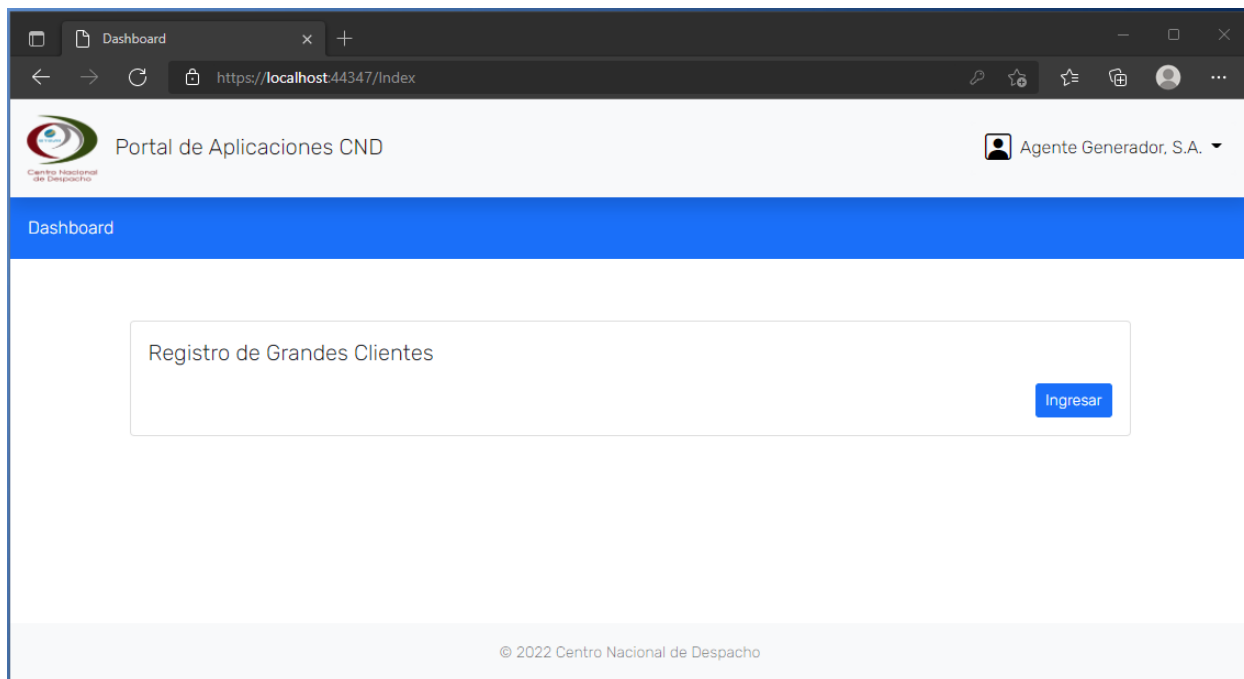 Dashboard
https://localhost:44347/Index
Portal de Aplicaciones CND
Agente Generador, S.A.
Centro Nacional
de Despacho
Dashboard
Registro de Grandes Clientes
Ingresar
© 2022 Centro Nacional de Despacho